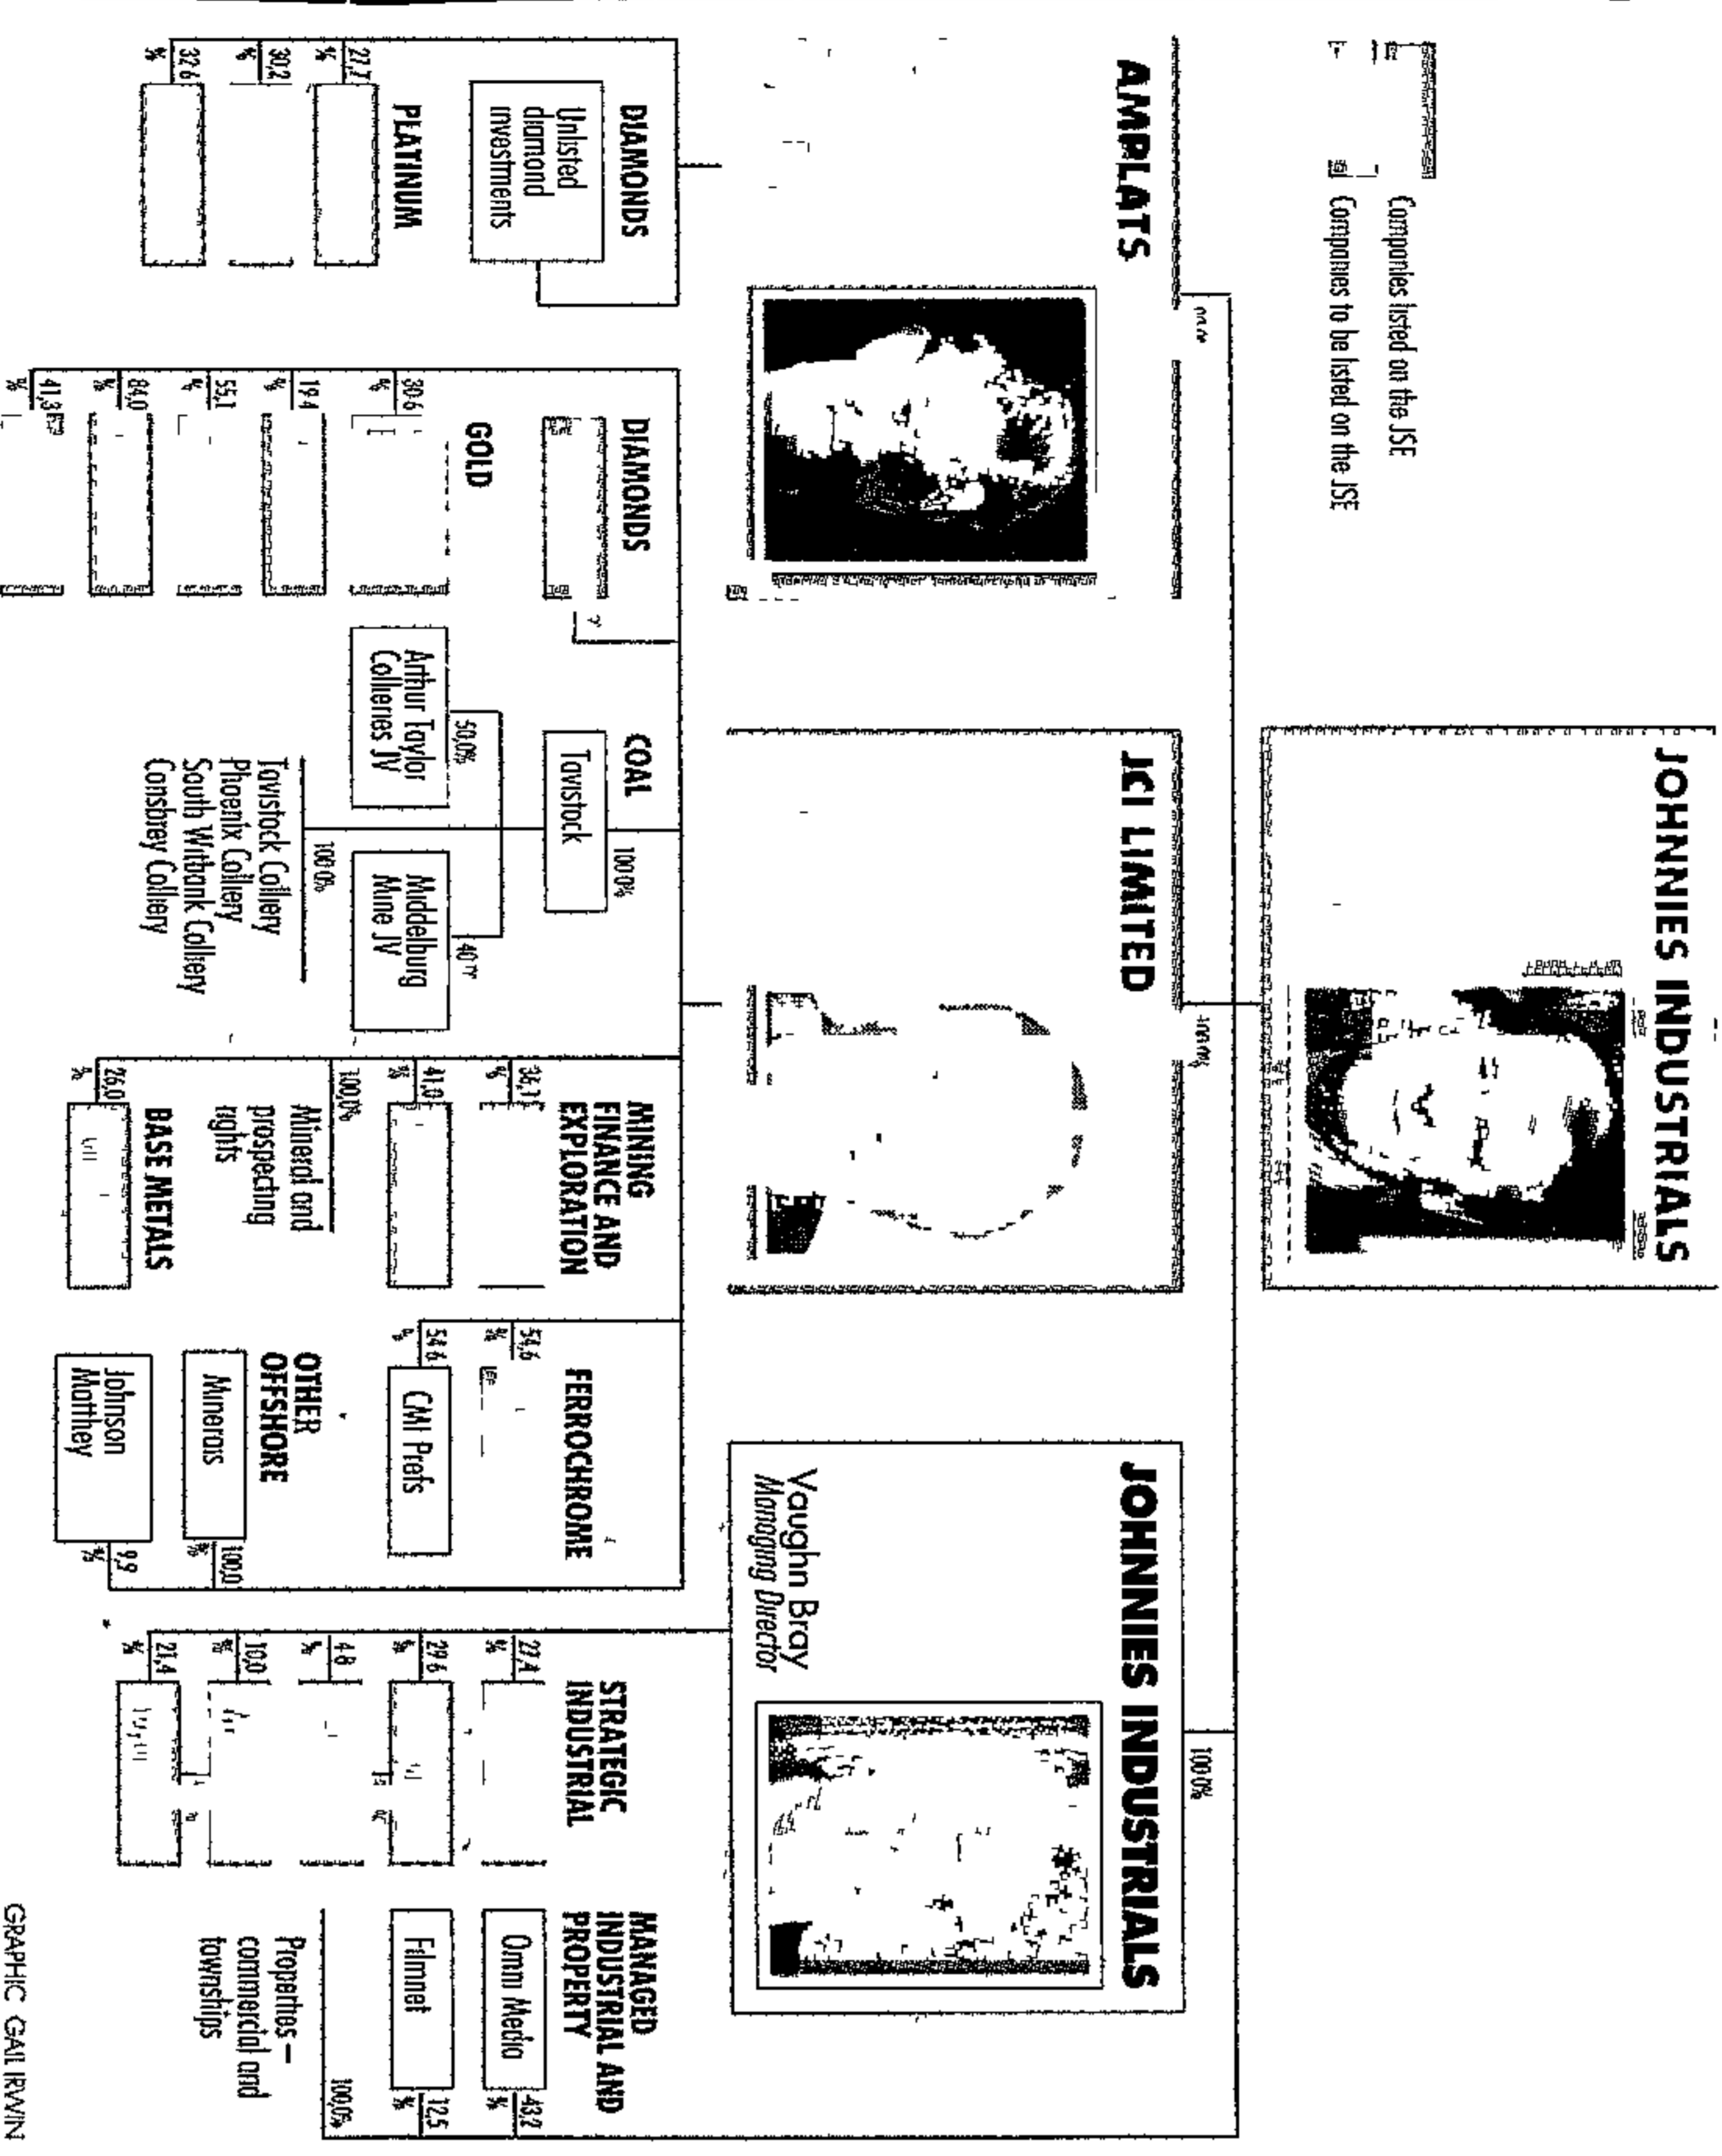 Companies listed on the JSE
Companies to be listed on the JSE
JOHNNIES INDUSTRIALS
AMPLATS
JCI LIMITED
100,0%
JOHNNIES INDUSTRIALS
Vaughn Bray
Managing Director
DIAMONDS
Unlisted
diamond
investments
PLATINUM
27,7
%
30,2
%
32,6
%
DIAMONDS
GOLD
80,6
%
19,4
%
55,1
%
84,0
%
41,3
%
COAL
100,0%
Tavistock
50,0%
Arthur Taylor
Collieries JV
Middelburg
Mine JV
100,0%
Tavistock Colliery
Phoenix Colliery
South Witbank Colliery
Consbrey Colliery
MINING
FINANCE AND
EXPLORATION
%
41,0
%
100,0%
Mineral and
prospecting
rights
BASE METALS
26,0
%
FERROCHROME
54,6
%
54,6
%
CMI Prefs
OTHER
OFFSHORE
Minerais
100,0
%
Johnson
Matthey
9,9
%
STRATEGIC
INDUSTRIAL
27,4
%
29,6
%
4,8
%
10,0
%
21,4
%
MANAGED
INDUSTRIAL AND
PROPERTY
Omni Media
43,2
%
Filmnet
12,5
%
100,0%
Properties –
commercial and
townships
GRAPHIC GAIL IRWIN